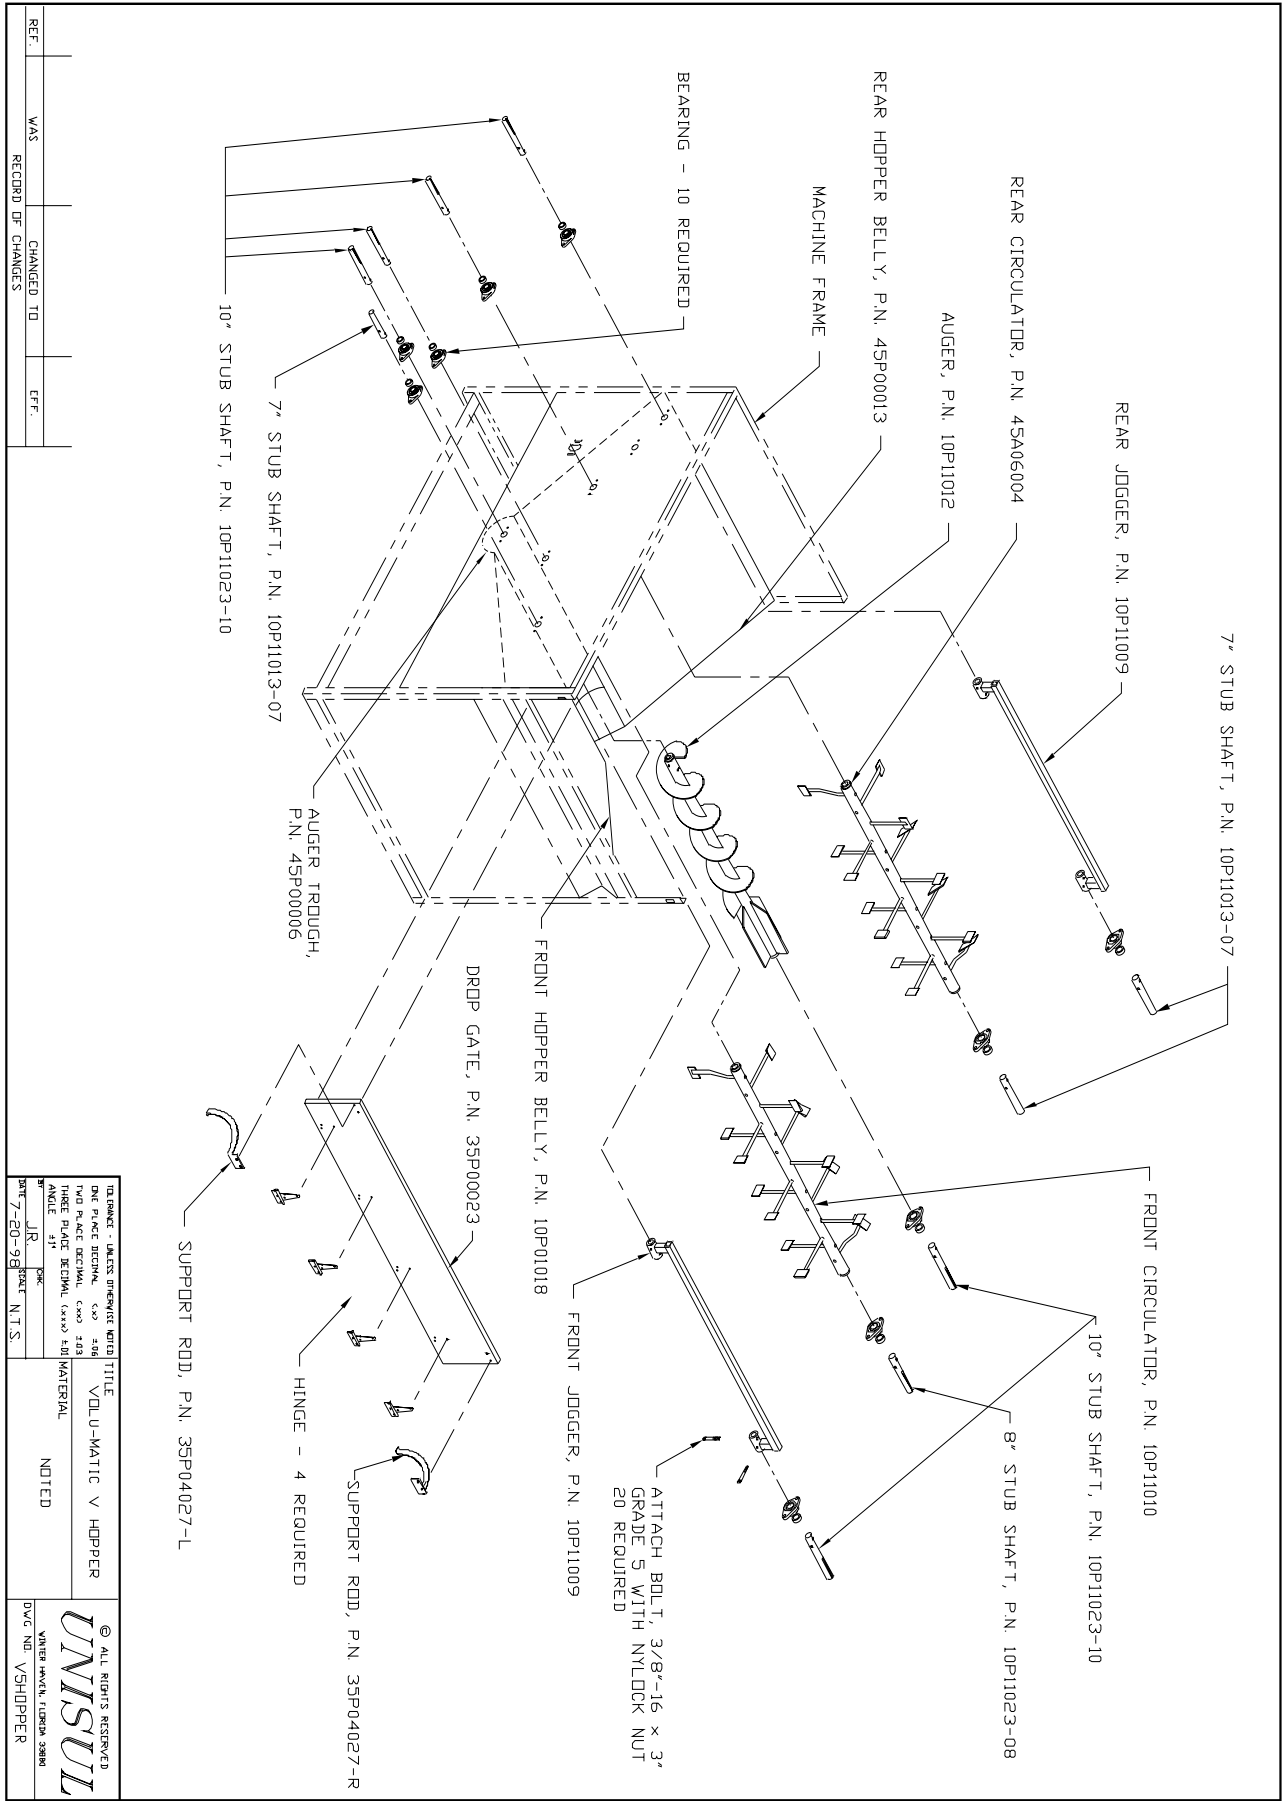 7" STUB SHAFT, P.N. 10P11013-07
REAR JOGGER, P.N. 10P11009
REAR CIRCULATOR, P.N. 45A06004
AUGER, P.N. 10P11012
REAR HOPPER BELLY, P.N. 45P00013
MACHINE FRAME
BEARING - 10 REQUIRED
FRONT CIRCULATOR, P.N. 10P11010
10" STUB SHAFT, P.N. 10P11023-10
8" STUB SHAFT, P.N. 10P11023-08
ATTACH BOLT, 3/8"-16 x 3"
GRADE 5 WITH NYLOCK NUT
20 REQUIRED
FRONT JOGGER, P.N. 10P11009
FRONT HOPPER BELLY, P.N. 10P01018
DROP GATE, P.N. 35P00023
AUGER TROUGH,
P.N. 45P00006
7" STUB SHAFT, P.N. 10P11013-07
10" STUB SHAFT, P.N. 10P11023-10
SUPPORT ROD, P.N. 35P04027-R
HINGE - 4 REQUIRED
SUPPORT ROD, P.N. 35P04027-L
REF. WAS CHANGED TO EFF.
RECORD OF CHANGES
TOLERANCE - UNLESS OTHERWISE NOTED
ONE PLACE DECIMAL (.x) ±.06
TWO PLACE DECIMAL (.xx) ±.03
THREE PLACE DECIMAL (.xxx) ±.01
ANGLE ±1°
BY J.R. CHK.
DATE 7-20-98 SCALE N.T.S.
TITLE
VOLU-MATIC V HOPPER
MATERIAL
NOTED
© ALL RIGHTS RESERVED
UNISUL
WINTER HAVEN, FLORIDA 33880
DWG NO. V5HOPPER